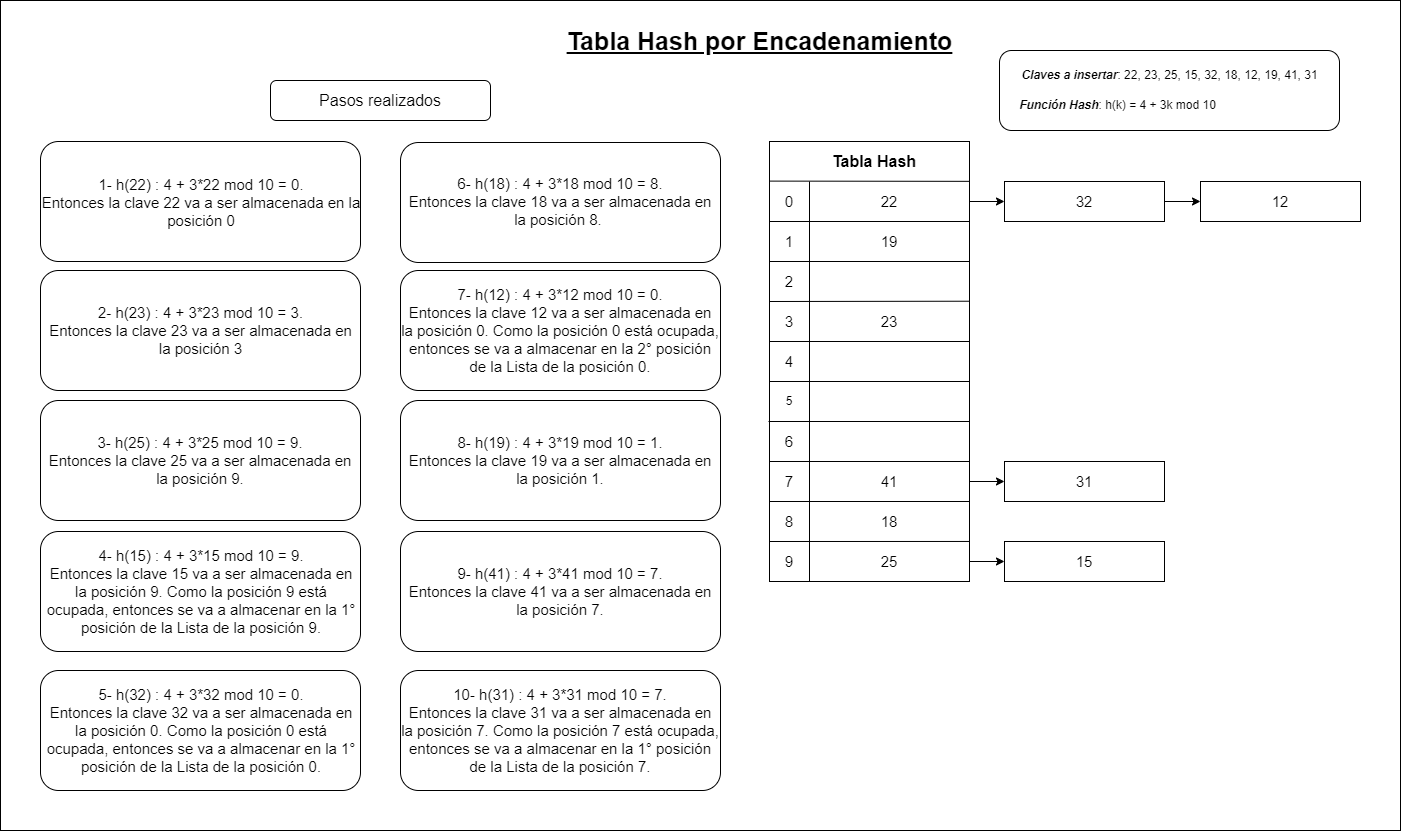 Tabla Hash por Encadenamiento
Claves a insertar: 22, 23, 25, 15, 32, 18, 12, 19, 41, 31
Función Hash: h(k) = 4 + 3k mod 10
Pasos realizados
1- h(22) : 4 + 3*22 mod 10 = 0.
Entonces la clave 22 va a ser almacenada en la
posición 0
2- h(23) : 4 + 3*23 mod 10 = 3.
Entonces la clave 23 va a ser almacenada en
la posición 3
3- h(25) : 4 + 3*25 mod 10 = 9.
Entonces la clave 25 va a ser almacenada en
la posición 9.
4- h(15) : 4 + 3*15 mod 10 = 9.
Entonces la clave 15 va a ser almacenada en
la posición 9. Como la posición 9 está
ocupada, entonces se va a almacenar en la 1°
posición de la Lista de la posición 9.
5- h(32) : 4 + 3*32 mod 10 = 0.
Entonces la clave 32 va a ser almacenada en
la posición 0. Como la posición 0 está
ocupada, entonces se va a almacenar en la 1°
posición de la Lista de la posición 0.
6- h(18) : 4 + 3*18 mod 10 = 8.
Entonces la clave 18 va a ser almacenada en
la posición 8.
7- h(12) : 4 + 3*12 mod 10 = 0.
Entonces la clave 12 va a ser almacenada en
la posición 0. Como la posición 0 está ocupada,
entonces se va a almacenar en la 2° posición
de la Lista de la posición 0.
8- h(19) : 4 + 3*19 mod 10 = 1.
Entonces la clave 19 va a ser almacenada en
la posición 1.
9- h(41) : 4 + 3*41 mod 10 = 7.
Entonces la clave 41 va a ser almacenada en
la posición 7.
10- h(31) : 4 + 3*31 mod 10 = 7.
Entonces la clave 31 va a ser almacenada en
la posición 7. Como la posición 7 está ocupada,
entonces se va a almacenar en la 1° posición
de la Lista de la posición 7.
Tabla Hash
0 22 32 12
1 19
2
3 23
4
5
6
7 41 31
8 18
9 25 15